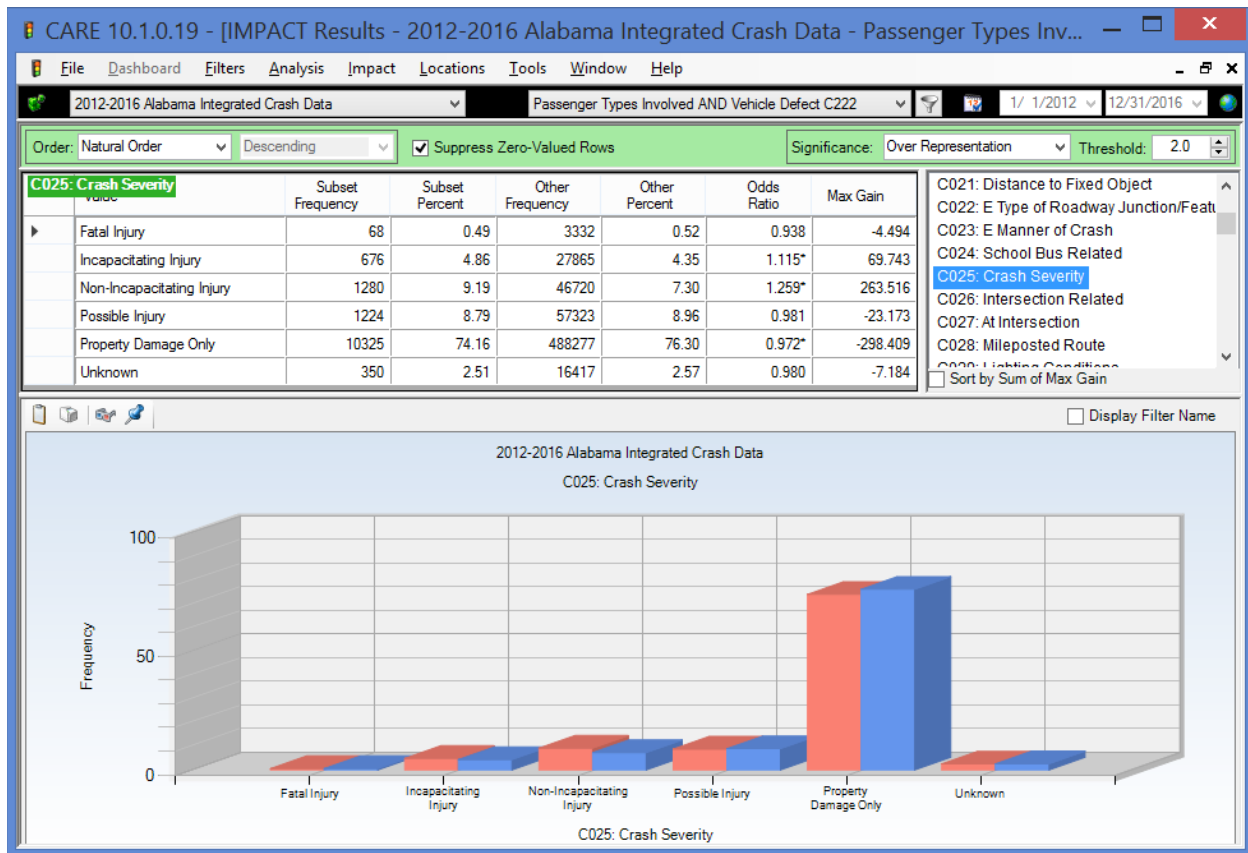 CARE 10.1.0.19 - [IMPACT Results - 2012-2016 Alabama Integrated Crash Data - Passenger Types Inv...
File Dashboard Filters Analysis Impact Locations Tools Window Help
2012-2016 Alabama Integrated Crash Data Passenger Types Involved AND Vehicle Defect C222 1/ 1/2012 12/31/2016
Order: Natural Order Descending Suppress Zero-Valued Rows Significance: Over Representation Threshold: 2.0
C025: Crash Severity Subset Frequency Subset Percent Other Frequency Other Percent Odds Ratio Max Gain
Fatal Injury 68 0.49 3332 0.52 0.938 -4.494
Incapacitating Injury 676 4.86 27865 4.35 1.115* 69.743
Non-Incapacitating Injury 1280 9.19 46720 7.30 1.259* 263.516
Possible Injury 1224 8.79 57323 8.96 0.981 -23.173
Property Damage Only 10325 74.16 488277 76.30 0.972* -298.409
Unknown 350 2.51 16417 2.57 0.980 -7.184
C021: Distance to Fixed Object
C022: E Type of Roadway Junction/Featu
C023: E Manner of Crash
C024: School Bus Related
C025: Crash Severity
C026: Intersection Related
C027: At Intersection
C028: Mileposted Route
Sort by Sum of Max Gain
Display Filter Name
2012-2016 Alabama Integrated Crash Data
C025: Crash Severity
100
50
0
Frequency
Fatal Injury
Incapacitating
Injury
Non-Incapacitating
Injury
Possible Injury
Property
Damage Only
Unknown
C025: Crash Severity